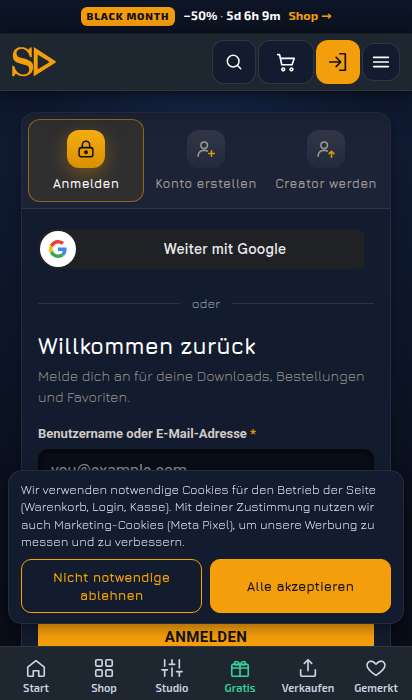 BLACK MONTH −50% · 5d 6h 9m Shop →
S
Anmelden Konto erstellen Creator werden
Weiter mit Google
oder
Willkommen zurück
Melde dich an für deine Downloads, Bestellungen
und Favoriten.
Benutzername oder E-Mail-Adresse *
you@example.com
Wir verwenden notwendige Cookies für den Betrieb der Seite
(Warenkorb, Login, Kasse). Mit deiner Zustimmung nutzen wir
auch Marketing-Cookies (Meta Pixel), um unsere Werbung zu
messen und zu verbessern.
Nicht notwendige
ablehnen
Alle akzeptieren
ANMELDEN
Start Shop Studio Gratis Verkaufen Gemerkt